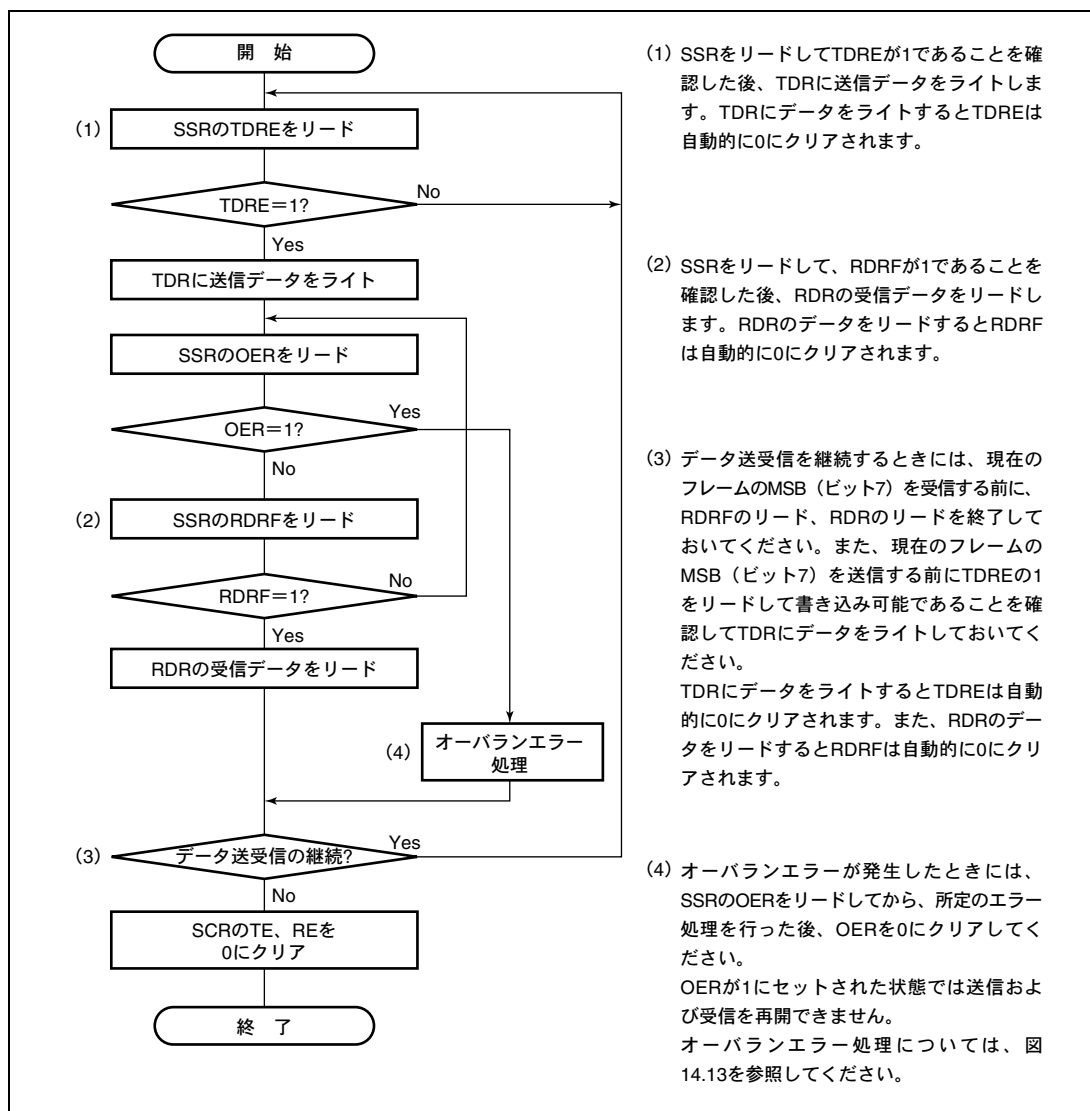 開　始
(1)
SSRのTDREをリード
TDRE＝1?
No
Yes
TDRに送信データをライト
SSRのOERをリード
OER＝1?
Yes
No
(2)
SSRのRDRFをリード
RDRF＝1?
No
Yes
RDRの受信データをリード
(4)
オーバランエラー
処理
(3)
データ送受信の継続?
Yes
No
SCRのTE、REを
0にクリア
終　了
(1) SSRをリードしてTDREが1であることを確
認した後、TDRに送信データをライトしま
す。TDRにデータをライトするとTDREは
自動的に0にクリアされます。
(2) SSRをリードして、RDRFが1であることを
確認した後、RDRの受信データをリードし
ます。RDRのデータをリードするとRDRF
は自動的に0にクリアされます。
(3) データ送受信を継続するときには、現在の
フレームのMSB（ビット7）を受信する前に、
RDRFのリード、RDRのリードを終了して
おいてください。また、現在のフレームの
MSB（ビット7）を送信する前にTDREの1
をリードして書き込み可能であることを確
認してTDRにデータをライトしておいてく
ださい。
TDRにデータをライトするとTDREは自動
的に0にクリアされます。また、RDRのデー
タをリードするとRDRFは自動的に0にクリ
アされます。
(4) オーバランエラーが発生したときには、
SSRのOERをリードしてから、所定のエラー
処理を行った後、OERを0にクリアしてく
ださい。
OERが1にセットされた状態では送信およ
び受信を再開できません。
オーバランエラー処理については、図
14.13を参照してください。